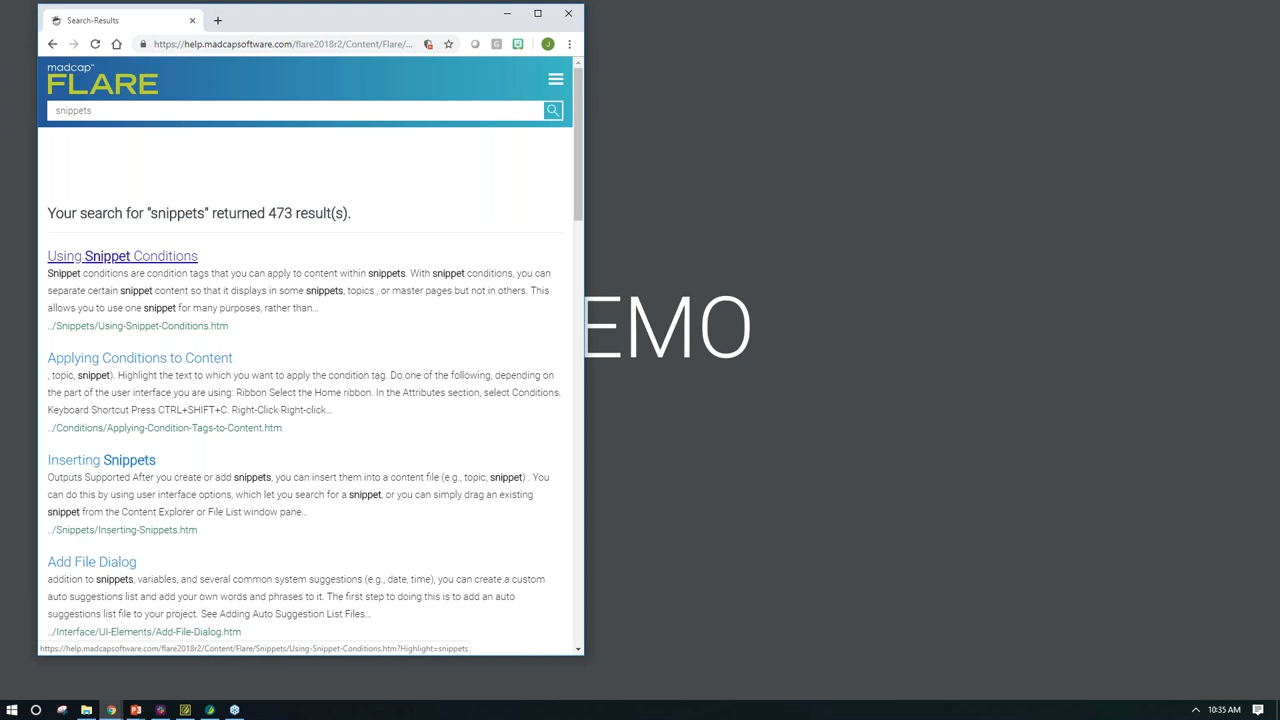 Search-Results
https://help.madcapsoftware.com/flare2018r2/Content/Flare/...
J
madcap™
FLARE
snippets
Your search for "snippets" returned 473 result(s).
Using Snippet Conditions
Snippet conditions are condition tags that you can apply to content within snippets. With snippet conditions, you can
separate certain snippet content so that it displays in some snippets, topics , or master pages but not in others. This
allows you to use one snippet for many purposes, rather than...
../Snippets/Using-Snippet-Conditions.htm
Applying Conditions to Content
, topic, snippet). Highlight the text to which you want to apply the condition tag. Do one of the following, depending on
the part of the user interface you are using: Ribbon Select the Home ribbon. In the Attributes section, select Conditions.
Keyboard Shortcut Press CTRL+SHIFT+C. Right-Click Right-click...
../Conditions/Applying-Condition-Tags-to-Content.htm
Inserting Snippets
Outputs Supported After you create or add snippets, you can insert them into a content file (e.g., topic, snippet) . You
can do this by using user interface options, which let you search for a snippet, or you can simply drag an existing
snippet from the Content Explorer or File List window pane...
../Snippets/Inserting-Snippets.htm
Add File Dialog
addition to snippets, variables, and several common system suggestions (e.g., date, time), you can create a custom
auto suggestions list and add your own words and phrases to it. The first step to doing this is to add an auto
suggestions list file to your project. See Adding Auto Suggestion List Files...
../Interface/UI-Elements/Add-File-Dialog.htm
https://help.madcapsoftware.com/flare2018r2/Content/Flare/Snippets/Using-Snippet-Conditions.htm?Highlight=snippets
EMO
10:35 AM